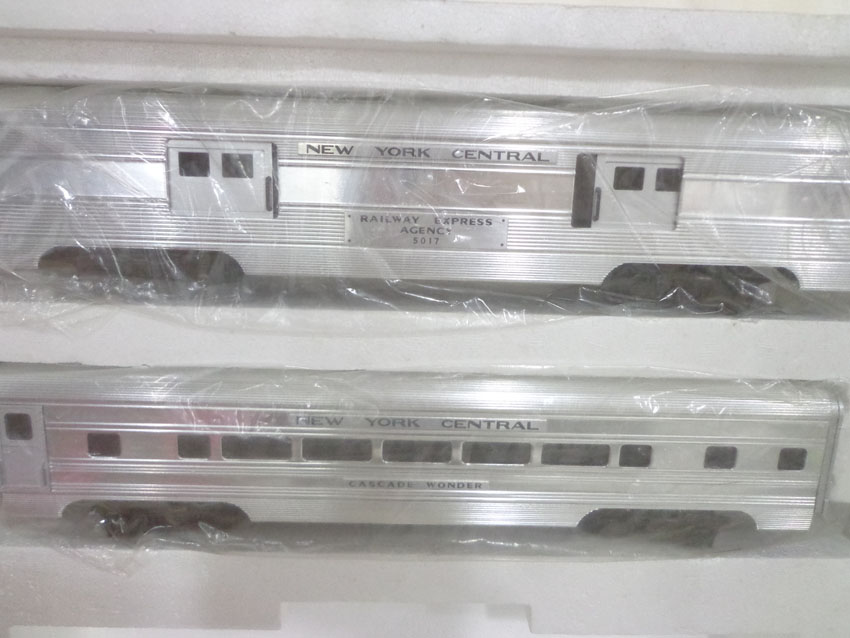 NEW YORK CENTRAL
RAILWAY EXPRESS
AGENCY
5017
NEW YORK CENTRAL
CASCADE WONDER